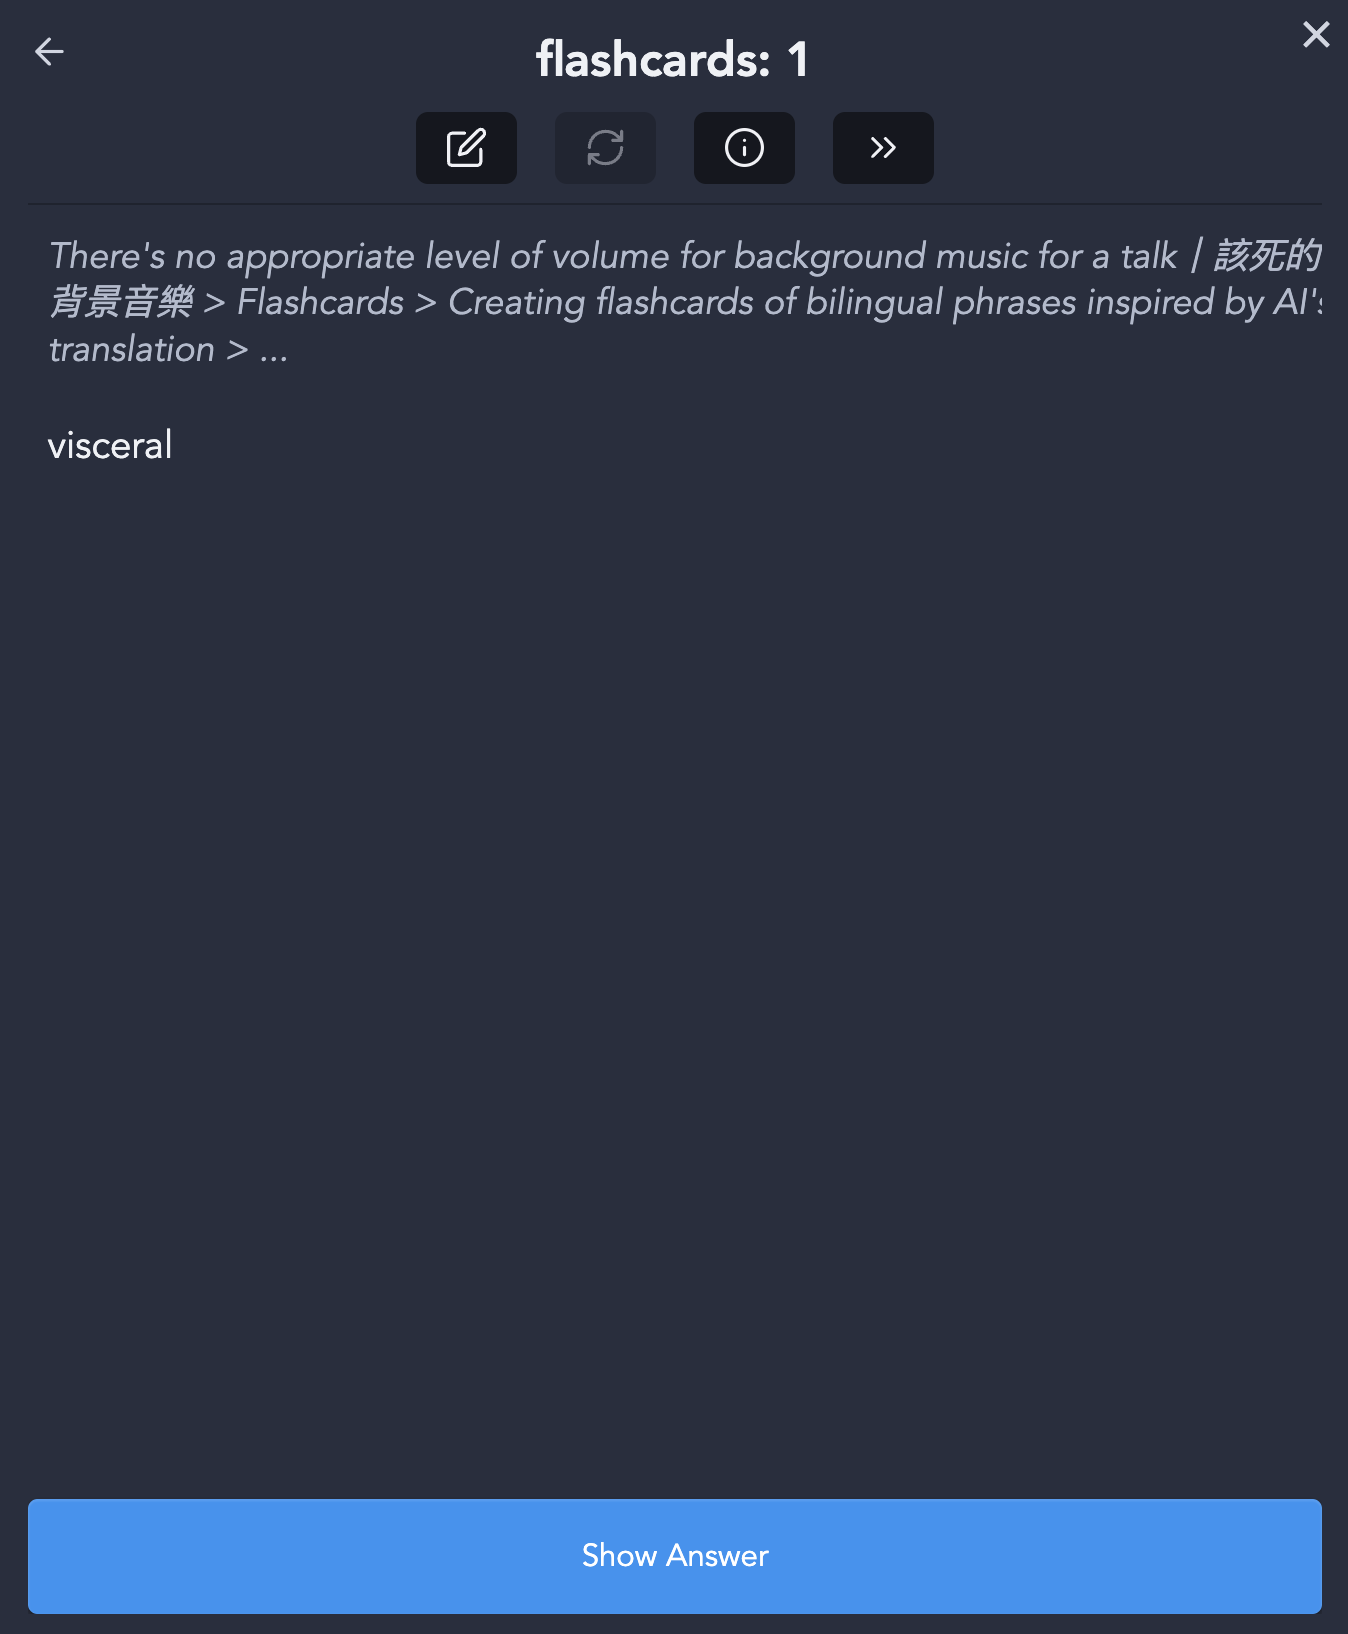 flashcards: 1
There's no appropriate level of volume for background music for a talk | 該死的
背景音樂 > Flashcards > Creating flashcards of bilingual phrases inspired by AI's
translation > ...
visceral
Show Answer